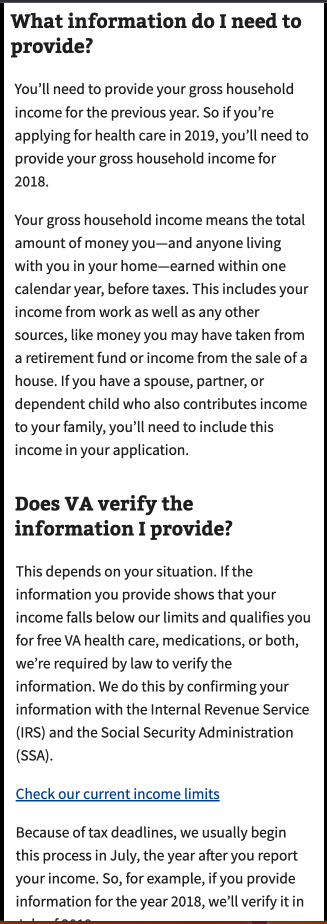 What information do I need to
provide?
You’ll need to provide your gross household
income for the previous year. So if you’re
applying for health care in 2019, you’ll need to
provide your gross household income for
2018.
Your gross household income means the total
amount of money you—and anyone living
with you in your home—earned within one
calendar year, before taxes. This includes your
income from work as well as any other
sources, like money you may have taken from
a retirement fund or income from the sale of a
house. If you have a spouse, partner, or
dependent child who also contributes income
to your family, you’ll need to include this
income in your application.
Does VA verify the
information I provide?
This depends on your situation. If the
information you provide shows that your
income falls below our limits and qualifies you
for free VA health care, medications, or both,
we’re required by law to verify the
information. We do this by confirming your
information with the Internal Revenue Service
(IRS) and the Social Security Administration
(SSA).
Check our current income limits
Because of tax deadlines, we usually begin
this process in July, the year after you report
your income. So, for example, if you provide
information for the year 2018, we’ll verify it in